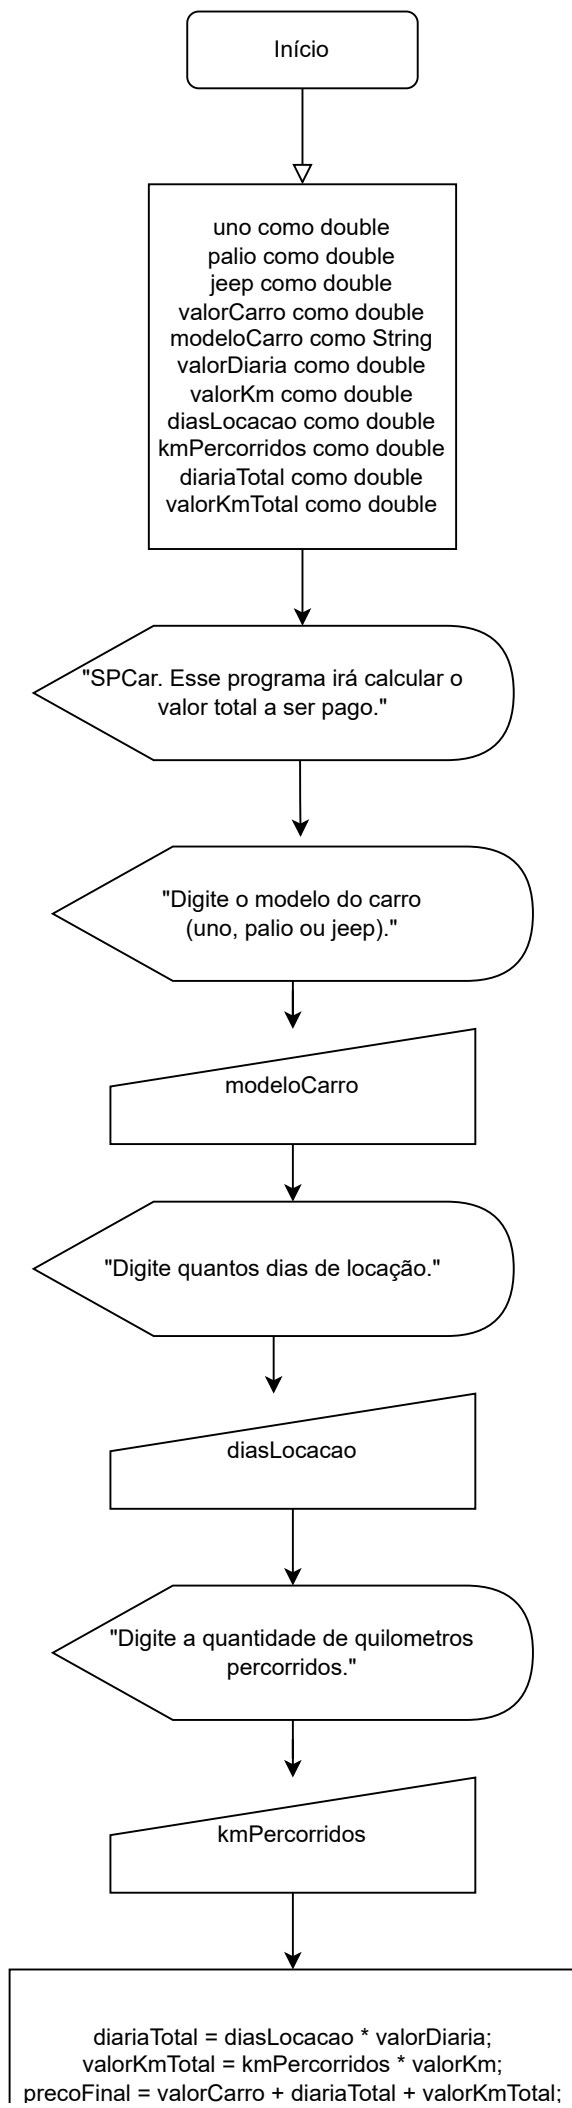 Início
uno como double
palio como double
jeep como double
valorCarro como double
modeloCarro como String
valorDiaria como double
valorKm como double
diasLocacao como double
kmPercorridos como double
diariaTotal como double
valorKmTotal como double
"SPCar. Esse programa irá calcular o
valor total a ser pago."
"Digite o modelo do carro
(uno, palio ou jeep)."
modeloCarro
"Digite quantos dias de locação."
diasLocacao
"Digite a quantidade de quilometros
percorridos."
kmPercorridos
diariaTotal = diasLocacao * valorDiaria;
valorKmTotal = kmPercorridos * valorKm;
precoFinal = valorCarro + diariaTotal + valorKmTotal;